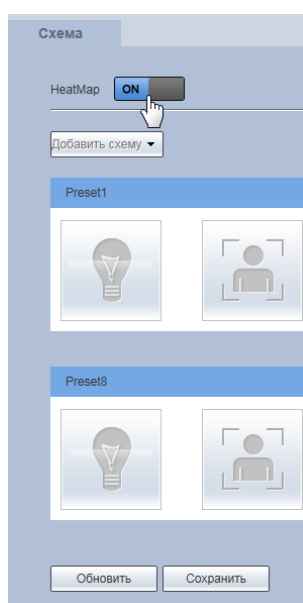 Схема
HeatMap ON
Добавить схему
Preset1
Preset8
Обновить Сохранить